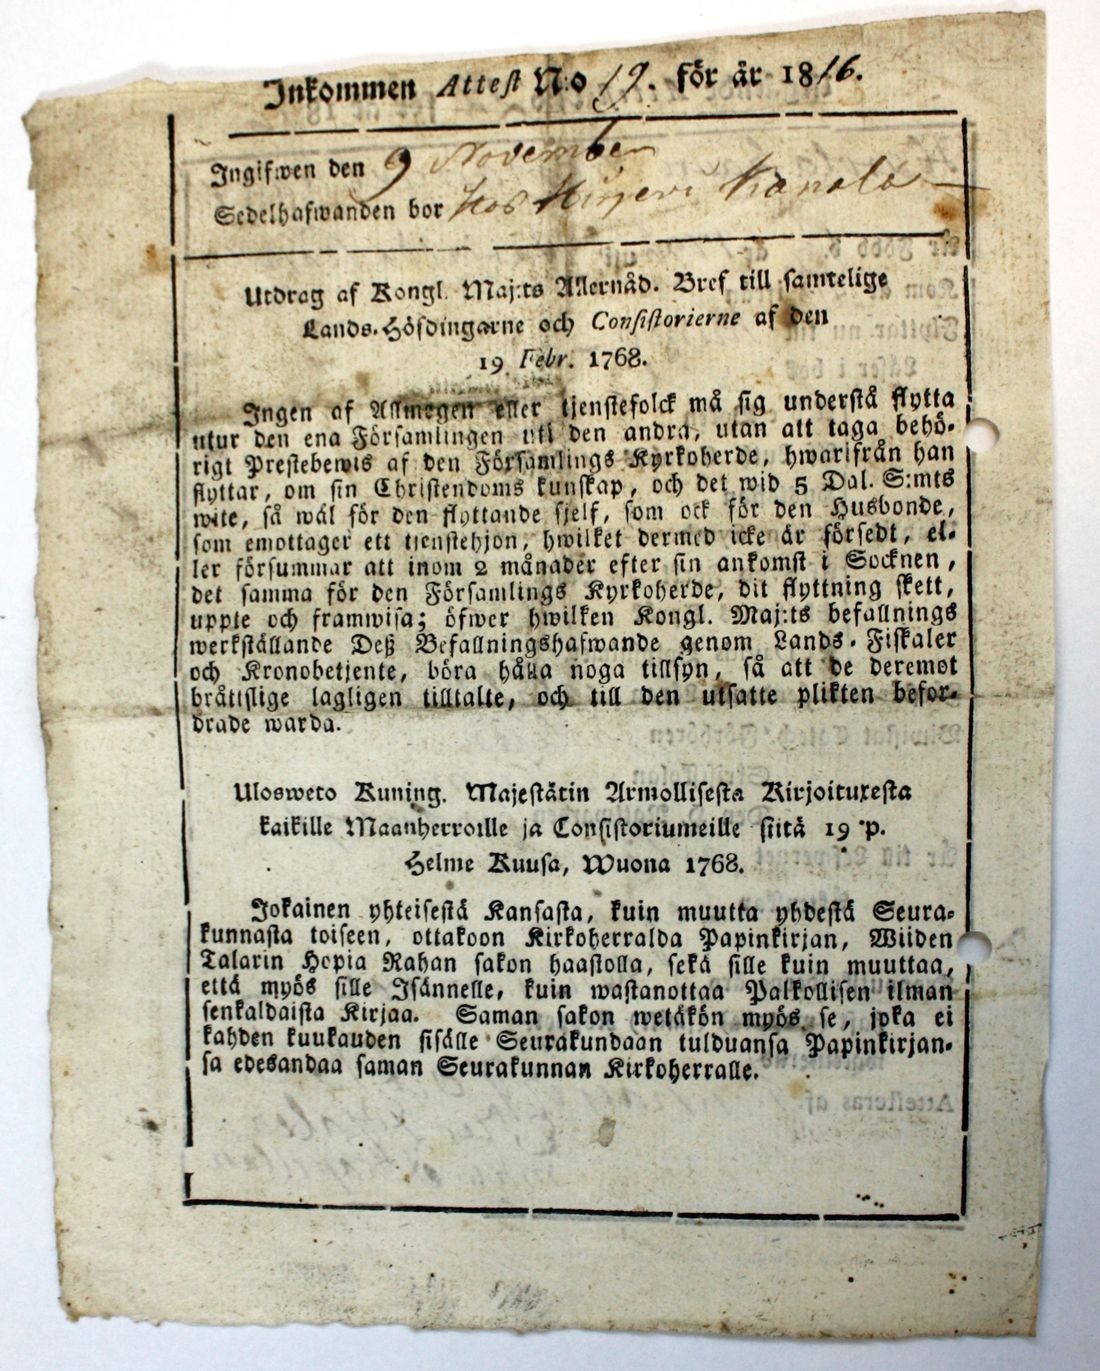 Inkommen Attest No 19. för år 1816.
Ingifwen den 9 November
Sedelhafwanden bor hos
Utdrag af Kongl. Maj:ts Allernåd. Bref till samtelige
Lands-Höfdingarne och Consistorierne af den
19 Febr. 1768.
Ingen af Allmogen eller tjenstefolck må sig understå flytta
utur den ena Församlingen uti den andra, utan att taga behö-
rigt Prestebewis af den Församlings Kyrkoherde, hwarifrån han
flyttar, om sin Christendoms kunskap, och det wid 5 Dal. S:mts
wite, så wäl för den flyttande sjelf, som ock för den Husbonde,
som emottager ett tjenstehjon, hwilket dermed icke är försedt, el-
ler försummar att inom 2 månader efter sin ankomst i Socknen,
det samma för den Församlings Kyrkoherde, dit flyttning skett,
uppte och framwisa; öfwer hwilken Kongl. Maj:ts befallnings
werkställande Deß Befallningshafwande genom Lands-Fiskaler
och Kronobetjente, böra hålla noga tillsyn, så att de deremot
bråtislige lagligen tilltalte, och till den utsatte plikten befor-
drade warda.
Ulosweto Kuning. Majestätin Armollisesta Kirjoituxesta
kaikille Maanherroille ja Consistoriumeille siitä 19 p.
Helme Kuusa, Wuona 1768.
Jokainen yhteisestä Kansasta, kuin muutta yhdestä Seura-
kunnasta toiseen, ottakoon Kirkoherralda Papinkirjan, Wiiden
Talarin Hopia Rahan sakon haastolla, sekä sille kuin muuttaa,
että myös sille Isännelle, kuin wastanottaa Palkollisen ilman
senkaldaista Kirjaa. Saman sakon wetäkön myös se, joka ei
kahden kuukauden sisälle Seurakundaan tulduansa Papinkirjan-
sa edesandaa saman Seurakunnan Kirkoherralle.